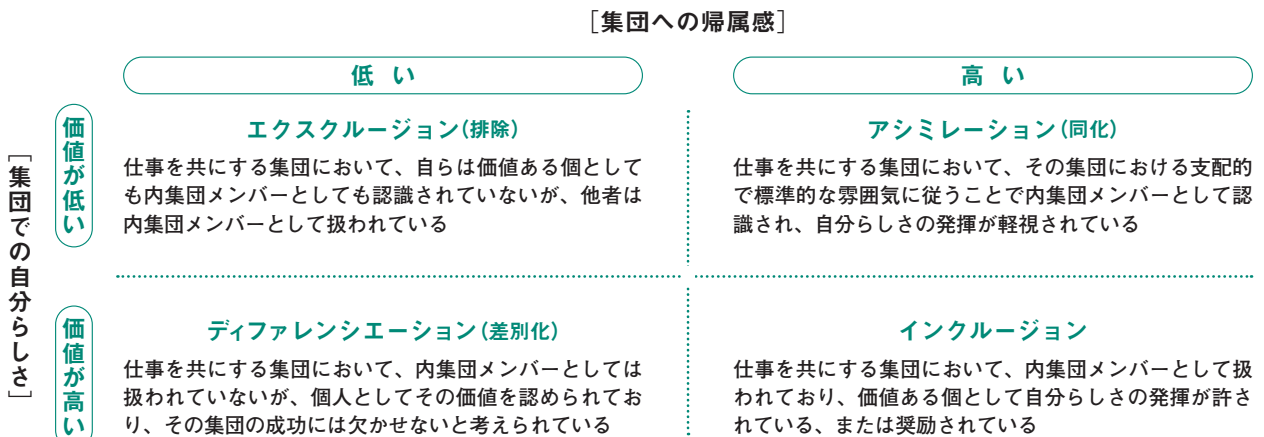 ［集団への帰属感］
低い
高い
［集団での自分らしさ］
価値が低い
エクスクルージョン（排除）
仕事を共にする集団において、自らは価値ある個として
も内集団メンバーとしても認識されていないが、他者は
内集団メンバーとして扱われている
アシミレーション（同化）
仕事を共にする集団において、その集団における支配的
で標準的な雰囲気に従うことで内集団メンバーとして認
識され、自分らしさの発揮が軽視されている
価値が高い
ディファレンシエーション（差別化）
仕事を共にする集団において、内集団メンバーとしては
扱われていないが、個人としてその価値を認められてお
り、その集団の成功には欠かせないと考えられている
インクルージョン
仕事を共にする集団において、内集団メンバーとして扱
われており、価値ある個として自分らしさの発揮が許さ
れている、または奨励されている